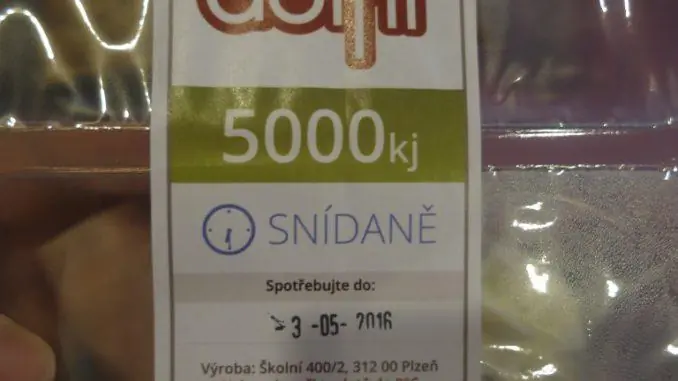 5000kj
SNÍDANĚ
Spotřebujte do:
3 -05- 2016
Výroba: Školní 400/2, 312 00 Plzeň